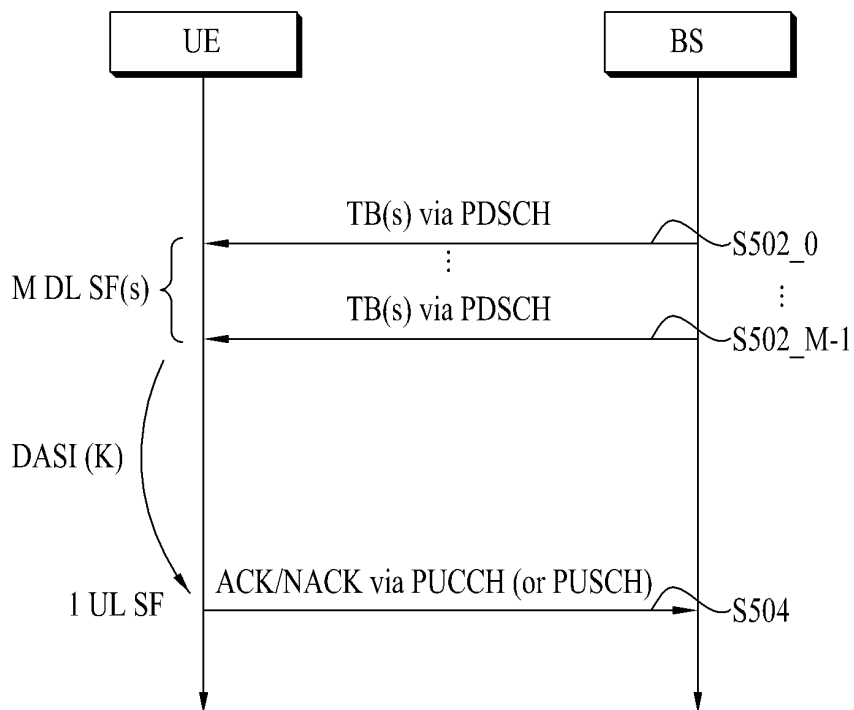 UE
BS
TB(s) via PDSCH
S502_0
⋮
⋮
M DL SF(s)
TB(s) via PDSCH
S502_M-1
DASI (K)
ACK/NACK via PUCCH (or PUSCH)
1 UL SF
S504